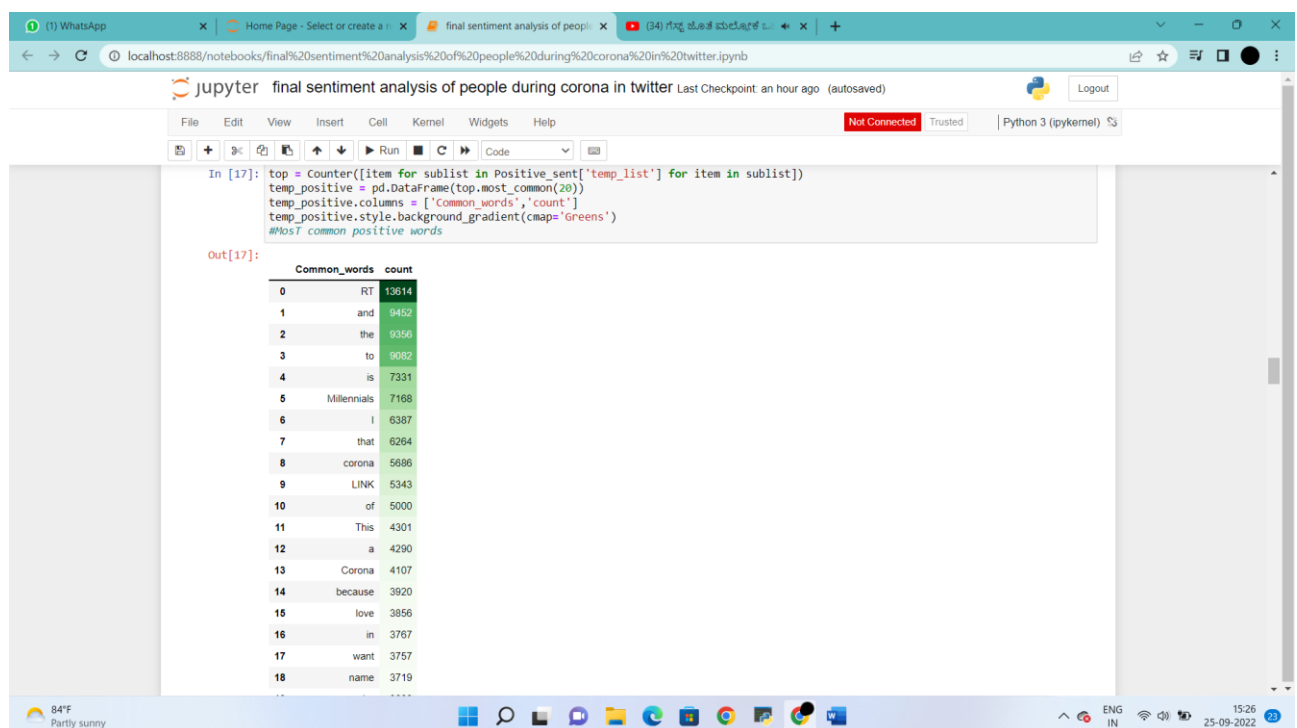 (1) WhatsApp
Home Page - Select or create a n
final sentiment analysis of peopl
(34) ಗೆಸ್ಟ್ ಜೊತೆ
localhost:8888/notebooks/final%20sentiment%20analysis%20of%20people%20during%20corona%20in%20twitter.ipynb
jupyter final sentiment analysis of people during corona in twitter Last Checkpoint: an hour ago (autosaved)
Logout
File Edit View Insert Cell Kernel Widgets Help
Not Connected Trusted Python 3 (ipykernel)
Run Code
In [17]: top = Counter([item for sublist in Positive_sent['temp_list'] for item in sublist])
temp_positive = pd.DataFrame(top.most_common(20))
temp_positive.columns = ['Common_words','count']
temp_positive.style.background_gradient(cmap='Greens')
#MosT common positive words
Out[17]:
Common_words count
0 RT 13614
1 and 9452
2 the 9356
3 to 9082
4 is 7331
5 Millennials 7168
6 I 6387
7 that 6264
8 corona 5686
9 LINK 5343
10 of 5000
11 This 4301
12 a 4290
13 Corona 4107
14 because 3920
15 love 3856
16 in 3767
17 want 3757
18 name 3719
84°F
Partly sunny
ENG
IN
15:26
25-09-2022
23